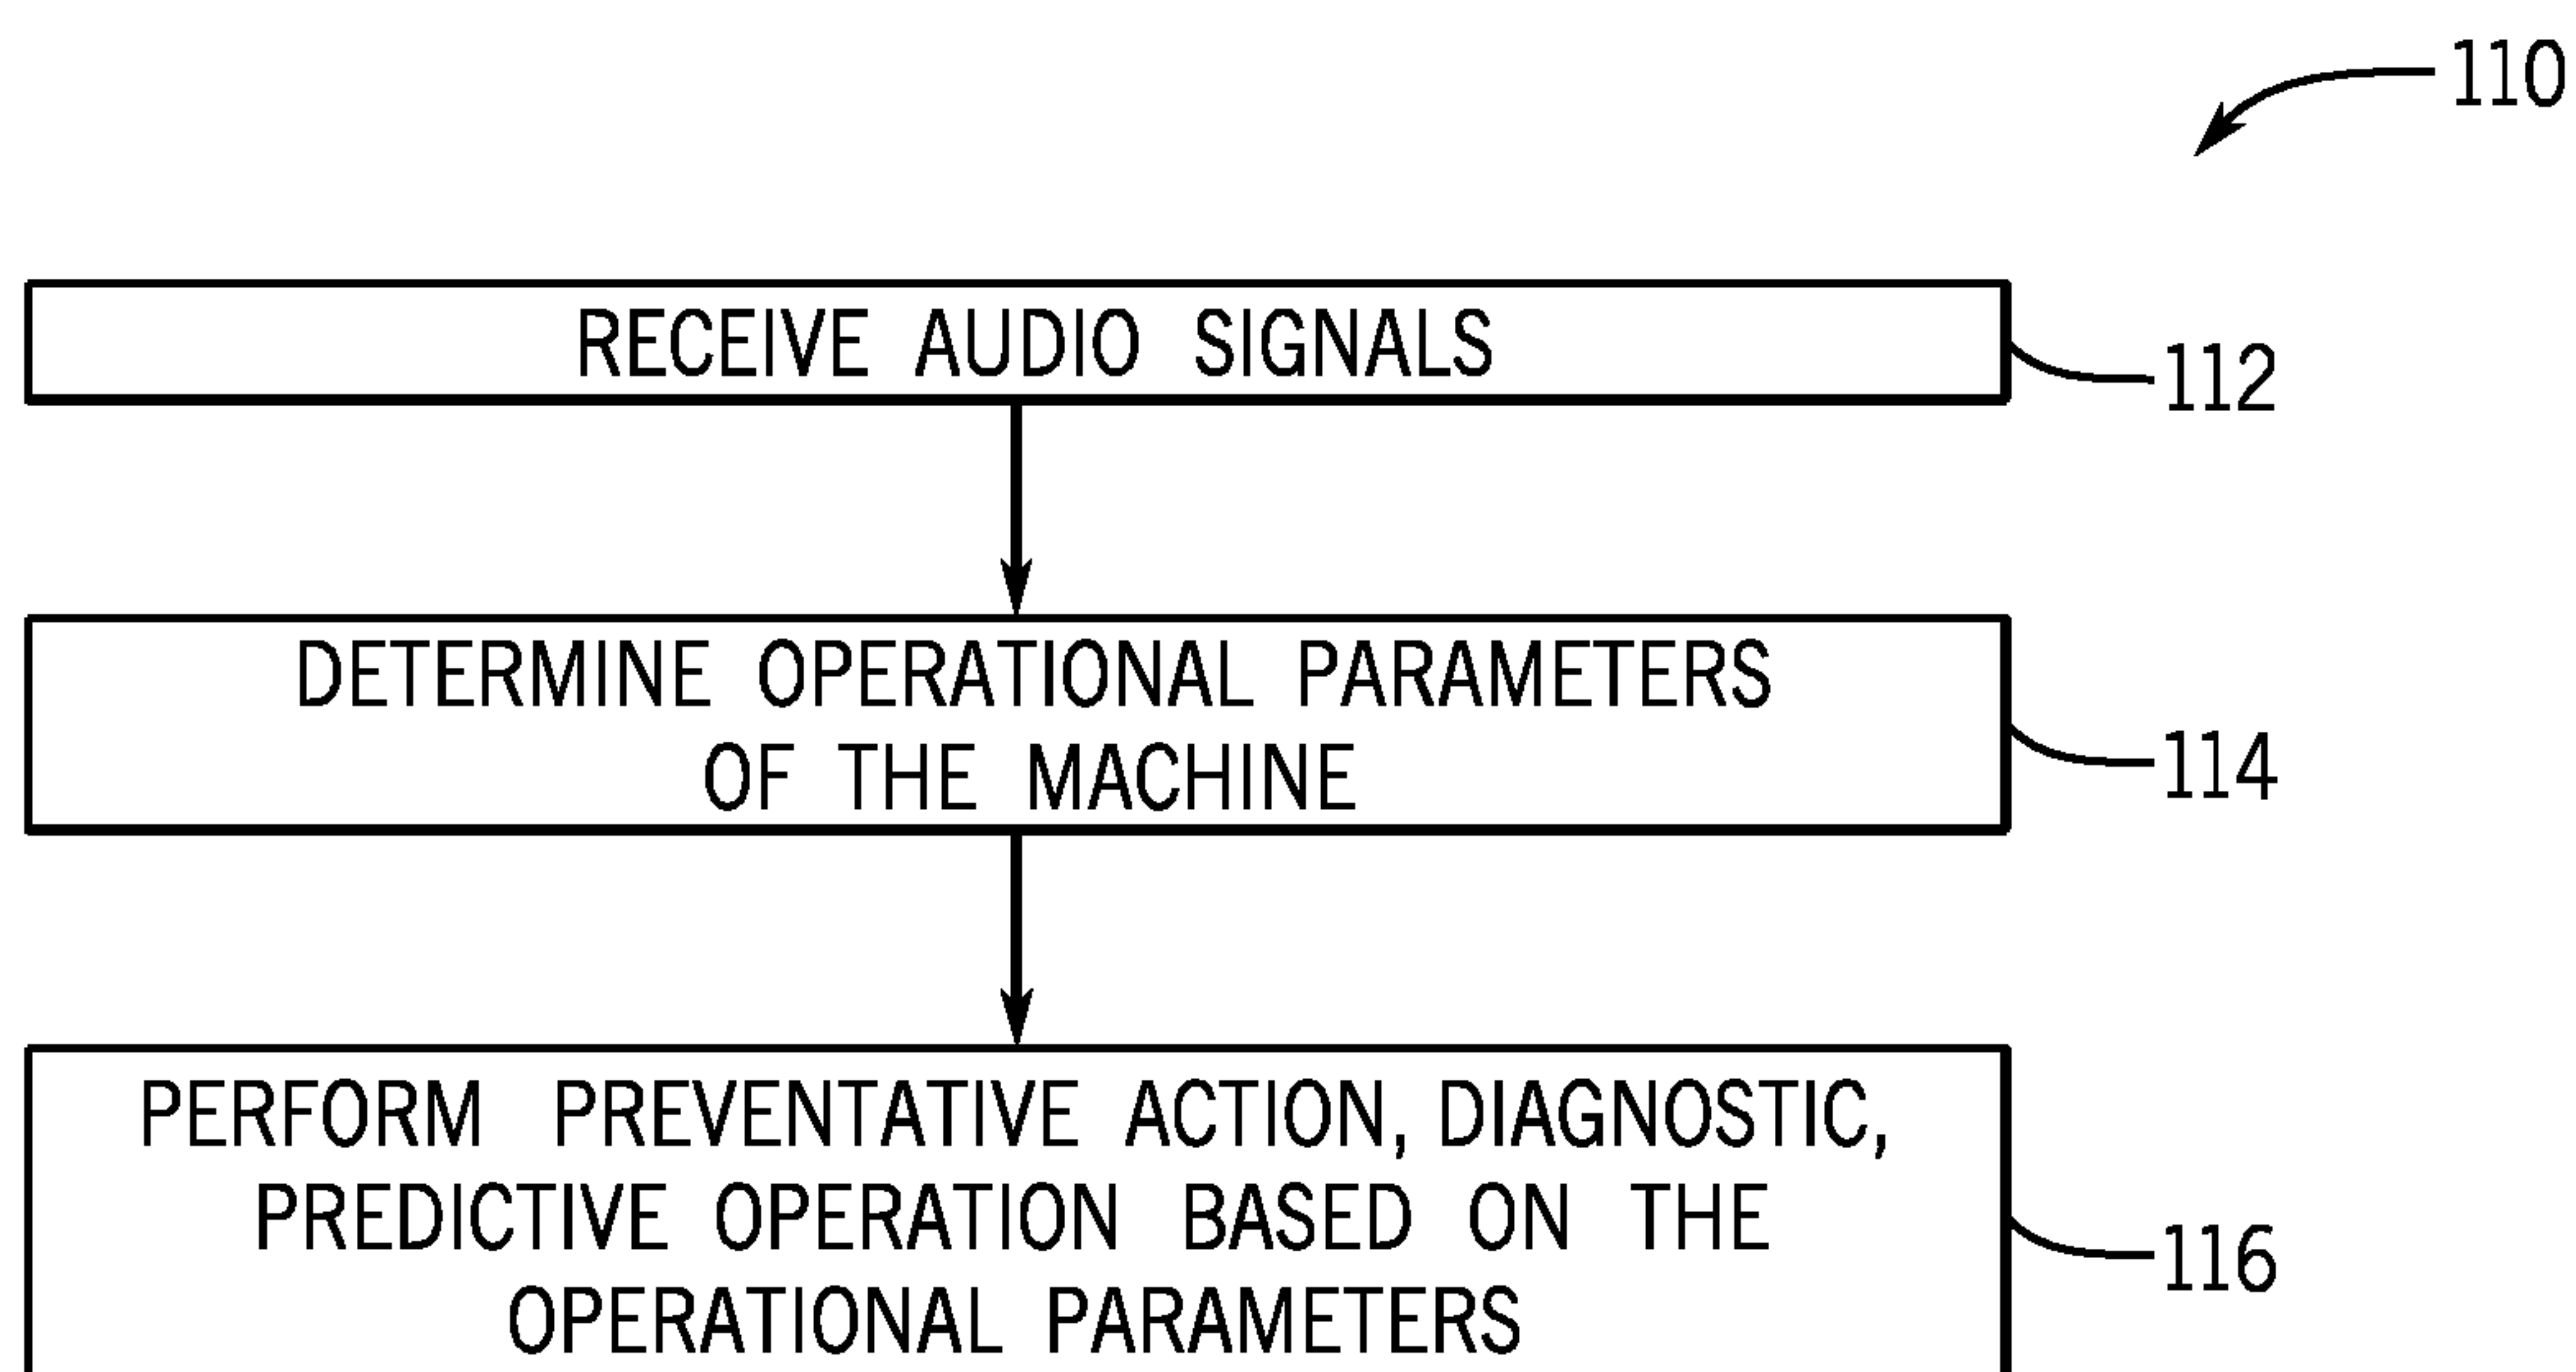 110
RECEIVE AUDIO SIGNALS
112
DETERMINE OPERATIONAL PARAMETERS
OF THE MACHINE
114
PERFORM PREVENTATIVE ACTION, DIAGNOSTIC,
PREDICTIVE OPERATION BASED ON THE
OPERATIONAL PARAMETERS
116